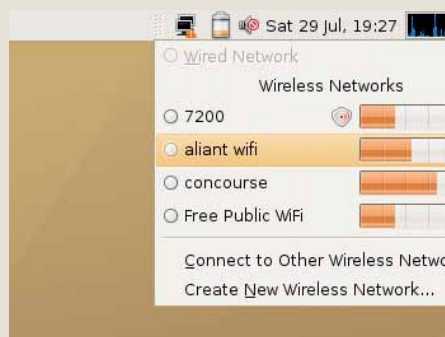 Sat 29 Jul, 19:27
Wired Network
Wireless Networks
7200
aliant wifi
concourse
Free Public WiFi
Connect to Other Wireless Netwo
Create New Wireless Network...